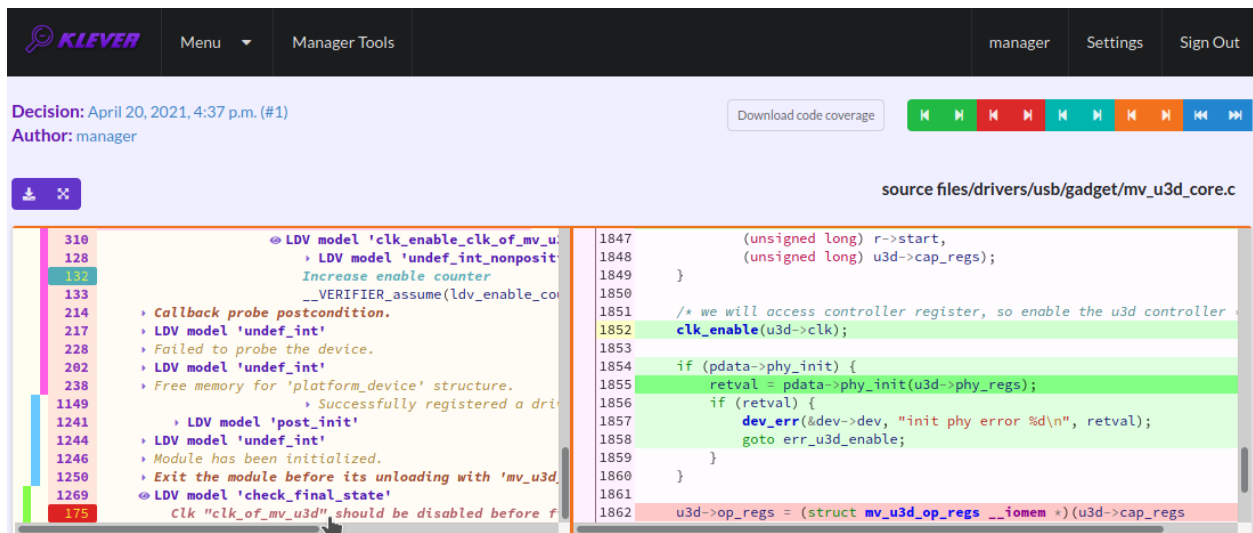 KLEVER Menu Manager Tools manager Settings Sign Out
Decision: April 20, 2021, 4:37 p.m. (#1)
Author: manager
Download code coverage
source files/drivers/usb/gadget/mv_u3d_core.c
310 LDV model 'clk_enable_clk_of_mv_u
128 LDV model 'undef_int_nonposit
132 Increase enable counter
133 __VERIFIER_assume(ldv_enable_co
214 Callback probe postcondition.
217 LDV model 'undef_int'
228 Failed to probe the device.
202 LDV model 'undef_int'
238 Free memory for 'platform_device' structure.
1149 Successfully registered a dri
1241 LDV model 'post_init'
1244 LDV model 'undef_int'
1246 Module has been initialized.
1250 Exit the module before its unloading with 'mv_u3d_
1269 LDV model 'check_final_state'
175 Clk "clk_of_mv_u3d" should be disabled before f
1847 (unsigned long) r->start,
1848 (unsigned long) u3d->cap_regs);
1849 }
1850
1851 /* we will access controller register, so enable the u3d controller
1852 clk_enable(u3d->clk);
1853
1854 if (pdata->phy_init) {
1855 retval = pdata->phy_init(u3d->phy_regs);
1856 if (retval) {
1857 dev_err(&dev->dev, "init phy error %d\n", retval);
1858 goto err_u3d_enable;
1859 }
1860 }
1861
1862 u3d->op_regs = (struct mv_u3d_op_regs __iomem *)(u3d->cap_regs